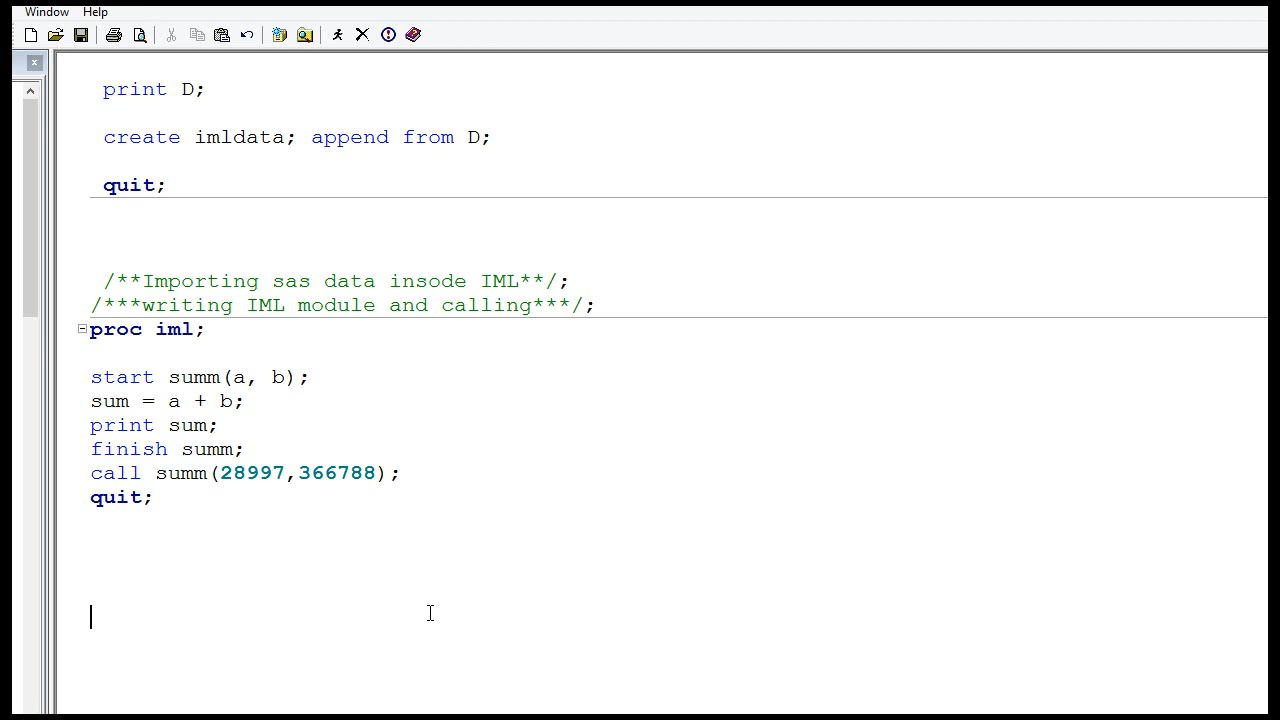 Window Help
print D;
create imldata; append from D;
quit;
/**Importing sas data insode IML**/;
/***writing IML module and calling***/;
proc iml;
start summ(a, b);
sum = a + b;
print sum;
finish summ;
call summ(28997,366788);
quit;